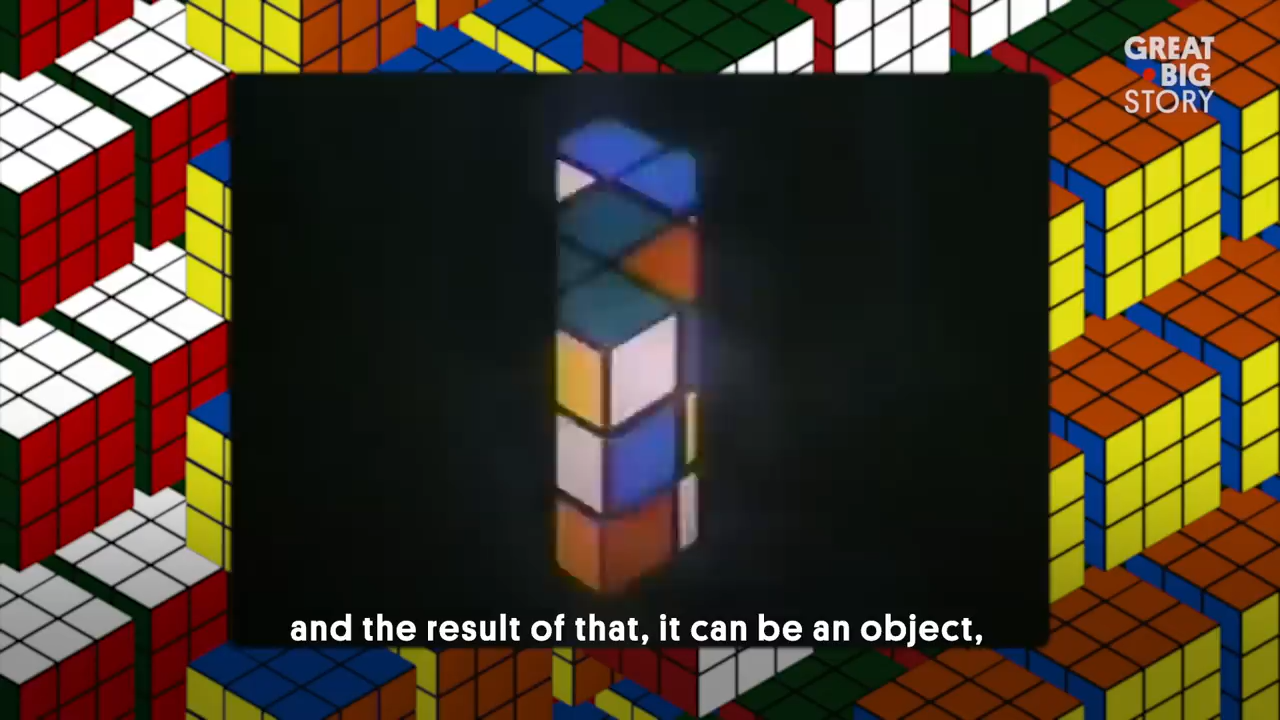 GREAT
BIG
STORY
and the result of that, it can be an object,